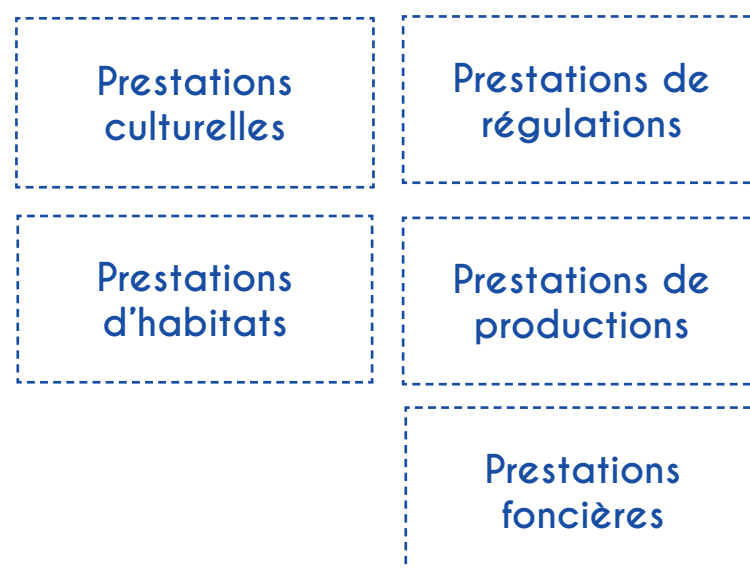 Prestations
culturelles
Prestations de
régulations
Prestations
d'habitats
Prestations de
productions
Prestations
foncières